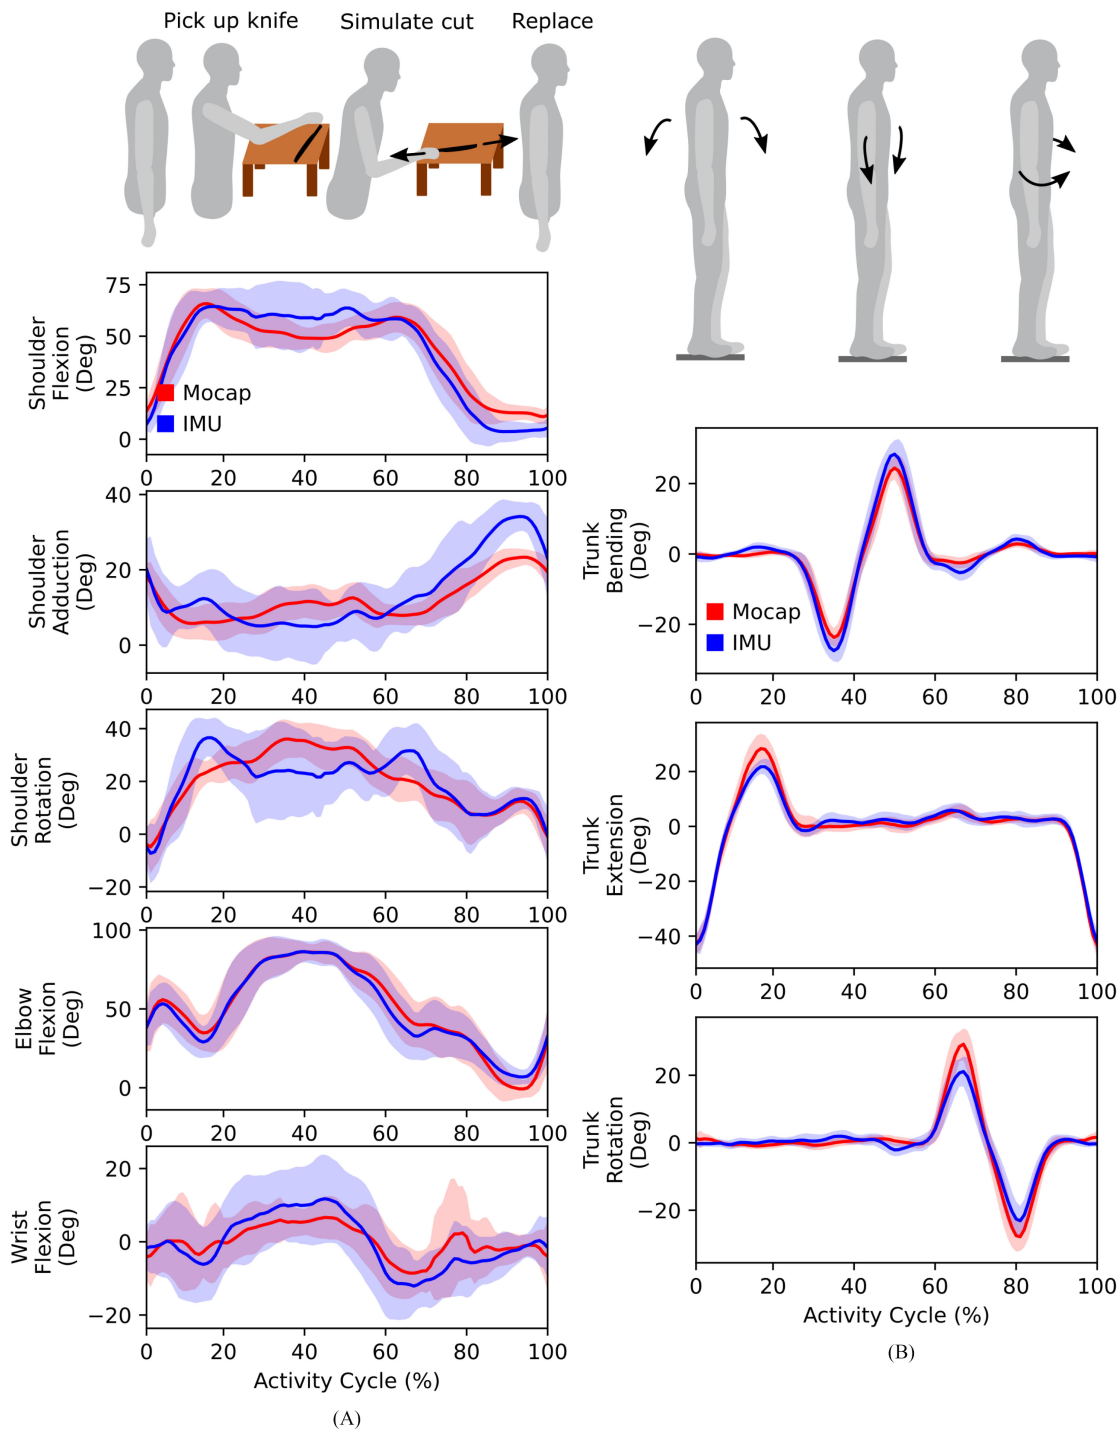 Pick up knife
Simulate cut
Replace
Shoulder
Flexion
(Deg)
75
50
25
0
Mocap
IMU
0 20 40 60 80 100
Shoulder
Adduction
(Deg)
40
20
0
0 20 40 60 80 100
Shoulder
Rotation
(Deg)
40
20
0
−20
0 20 40 60 80 100
Elbow
Flexion
(Deg)
100
50
0
0 20 40 60 80 100
Wrist
Flexion
(Deg)
20
0
−20
0 20 40 60 80 100
Activity Cycle (%)
(A)
Trunk
Bending
(Deg)
20
0
−20
Mocap
IMU
0 20 40 60 80 100
Trunk
Extension
(Deg)
20
0
−20
−40
0 20 40 60 80 100
Trunk
Rotation
(Deg)
20
0
−20
0 20 40 60 80 100
Activity Cycle (%)
(B)